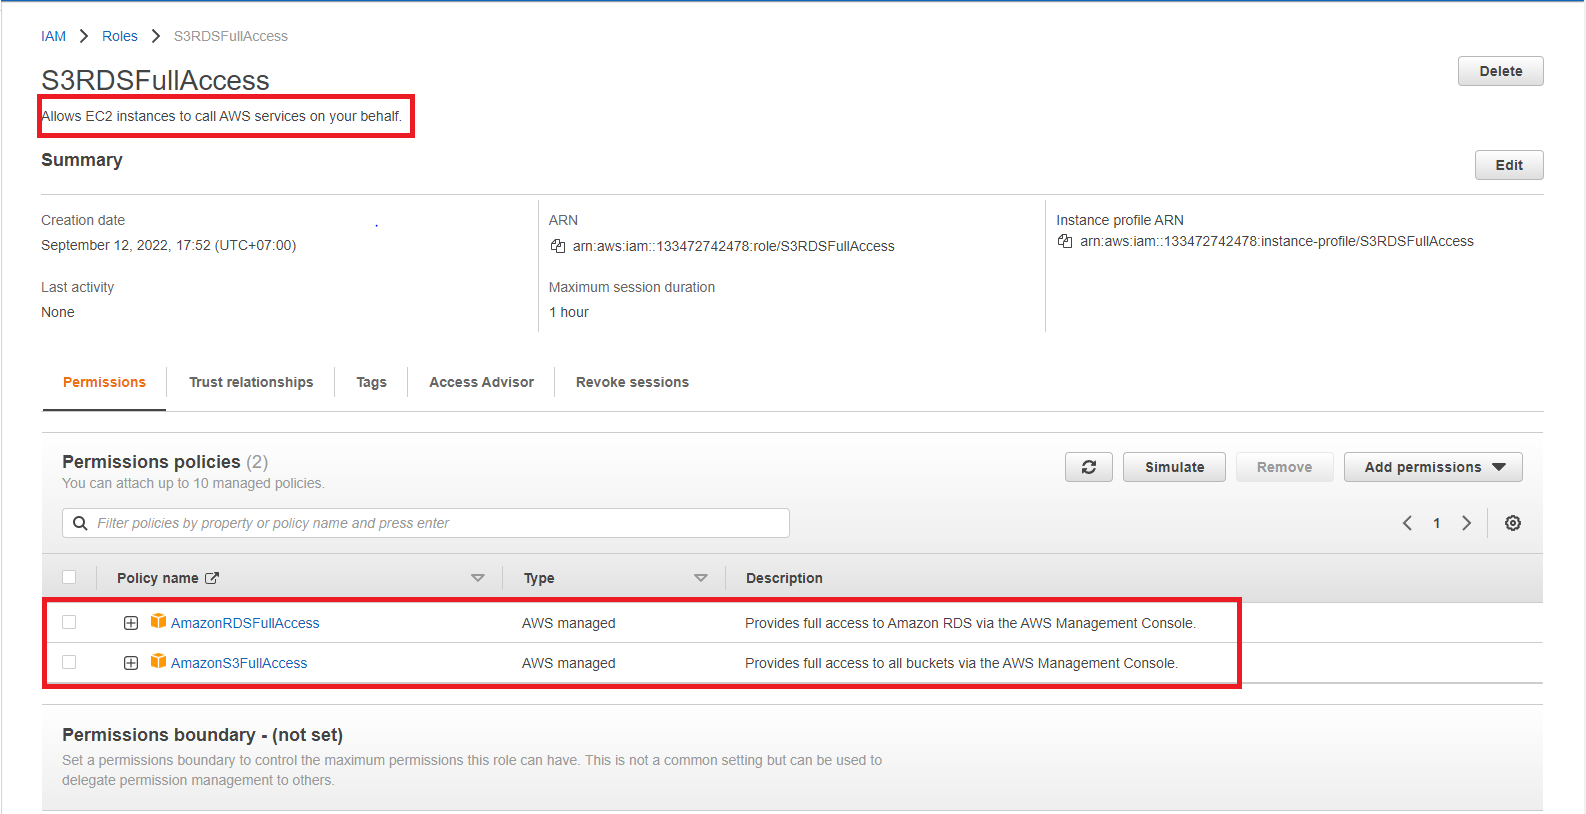 IAM > Roles > S3RDSFullAccess
S3RDSFullAccess
Delete
Allows EC2 instances to call AWS services on your behalf.
Summary
Edit
Creation date
September 12, 2022, 17:52 (UTC+07:00)
ARN
arn:aws:iam::133472742478:role/S3RDSFullAccess
Instance profile ARN
arn:aws:iam::133472742478:instance-profile/S3RDSFullAccess
Last activity
None
Maximum session duration
1 hour
Permissions Trust relationships Tags Access Advisor Revoke sessions
Permissions policies (2)
You can attach up to 10 managed policies.
Simulate Remove Add permissions
Filter policies by property or policy name and press enter
1
Policy name Type Description
AmazonRDSFullAccess AWS managed Provides full access to Amazon RDS via the AWS Management Console.
AmazonS3FullAccess AWS managed Provides full access to all buckets via the AWS Management Console.
Permissions boundary - (not set)
Set a permissions boundary to control the maximum permissions this role can have. This is not a common setting but can be used to
delegate permission management to others.